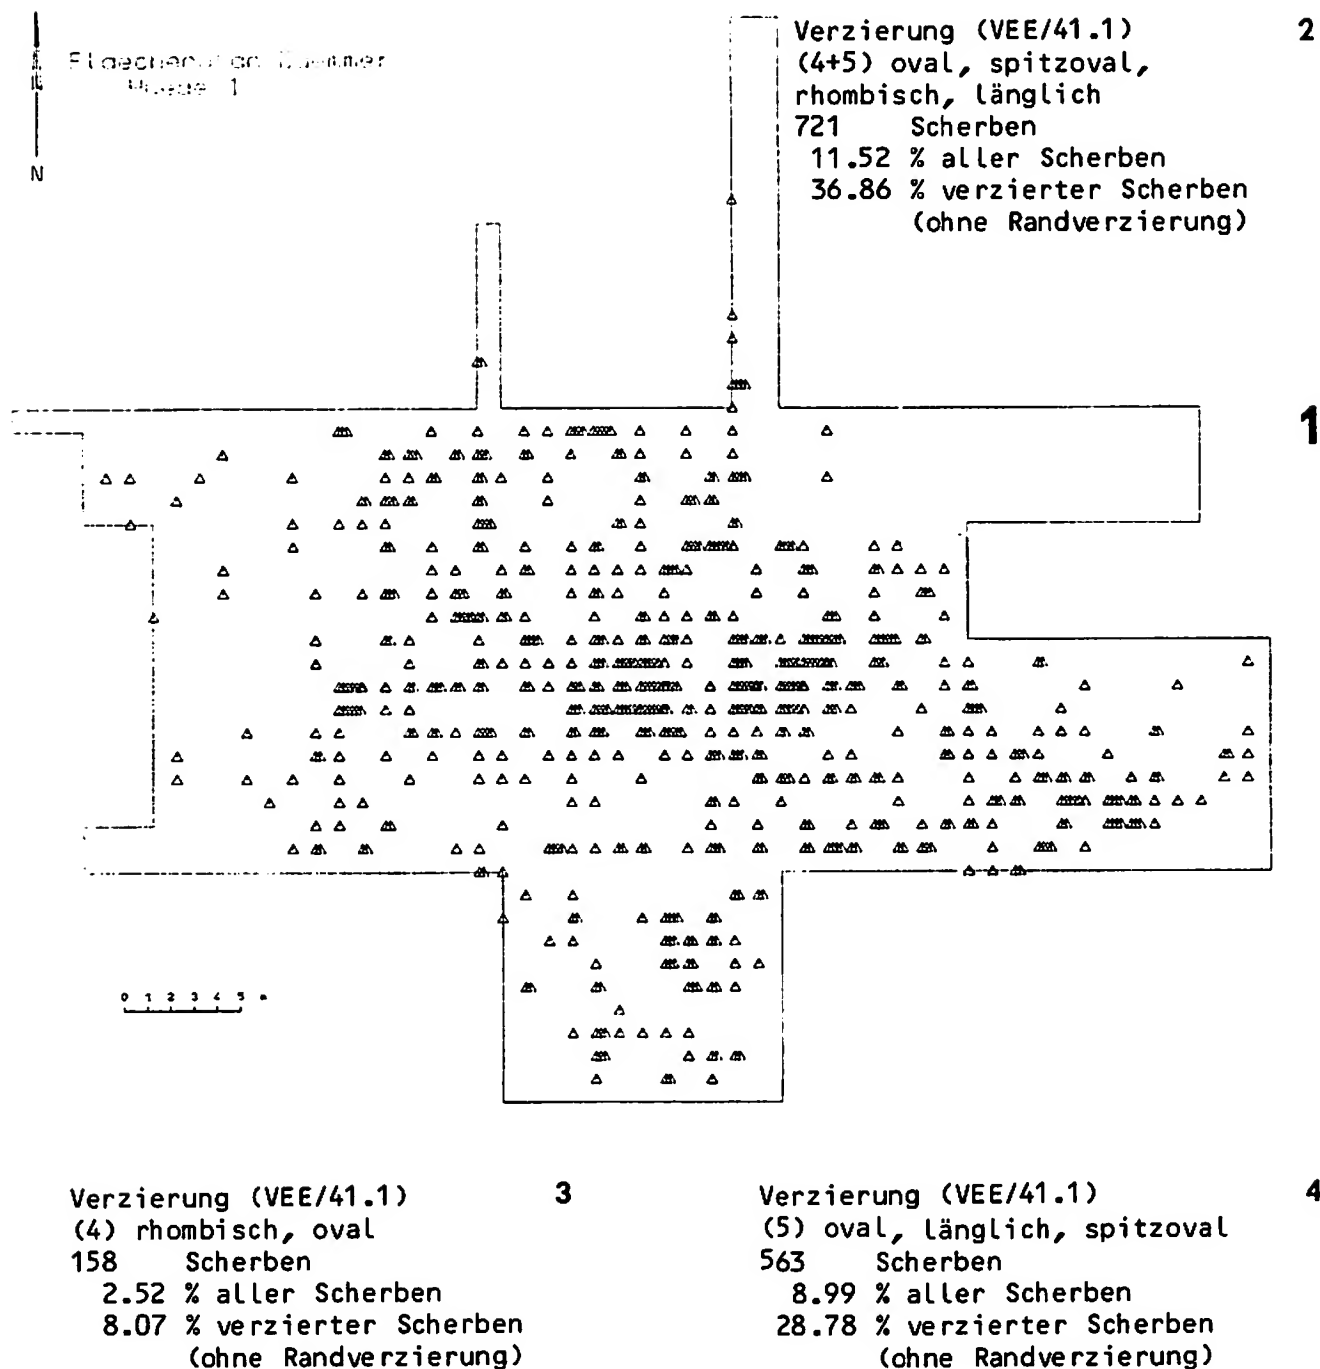 Verzierung (VEE/41.1) 2
(4+5) oval, spitzoval,
rhombisch, länglich
721 Scherben
11.52 % aller Scherben
36.86 % verzierter Scherben
(ohne Randverzierung)
N
1
0 1 2 3 4 5 m
Verzierung (VEE/41.1) 3
(4) rhombisch, oval
158 Scherben
2.52 % aller Scherben
8.07 % verzierter Scherben
(ohne Randverzierung)
Verzierung (VEE/41.1) 4
(5) oval, länglich, spitzoval
563 Scherben
8.99 % aller Scherben
28.78 % verzierter Scherben
(ohne Randverzierung)